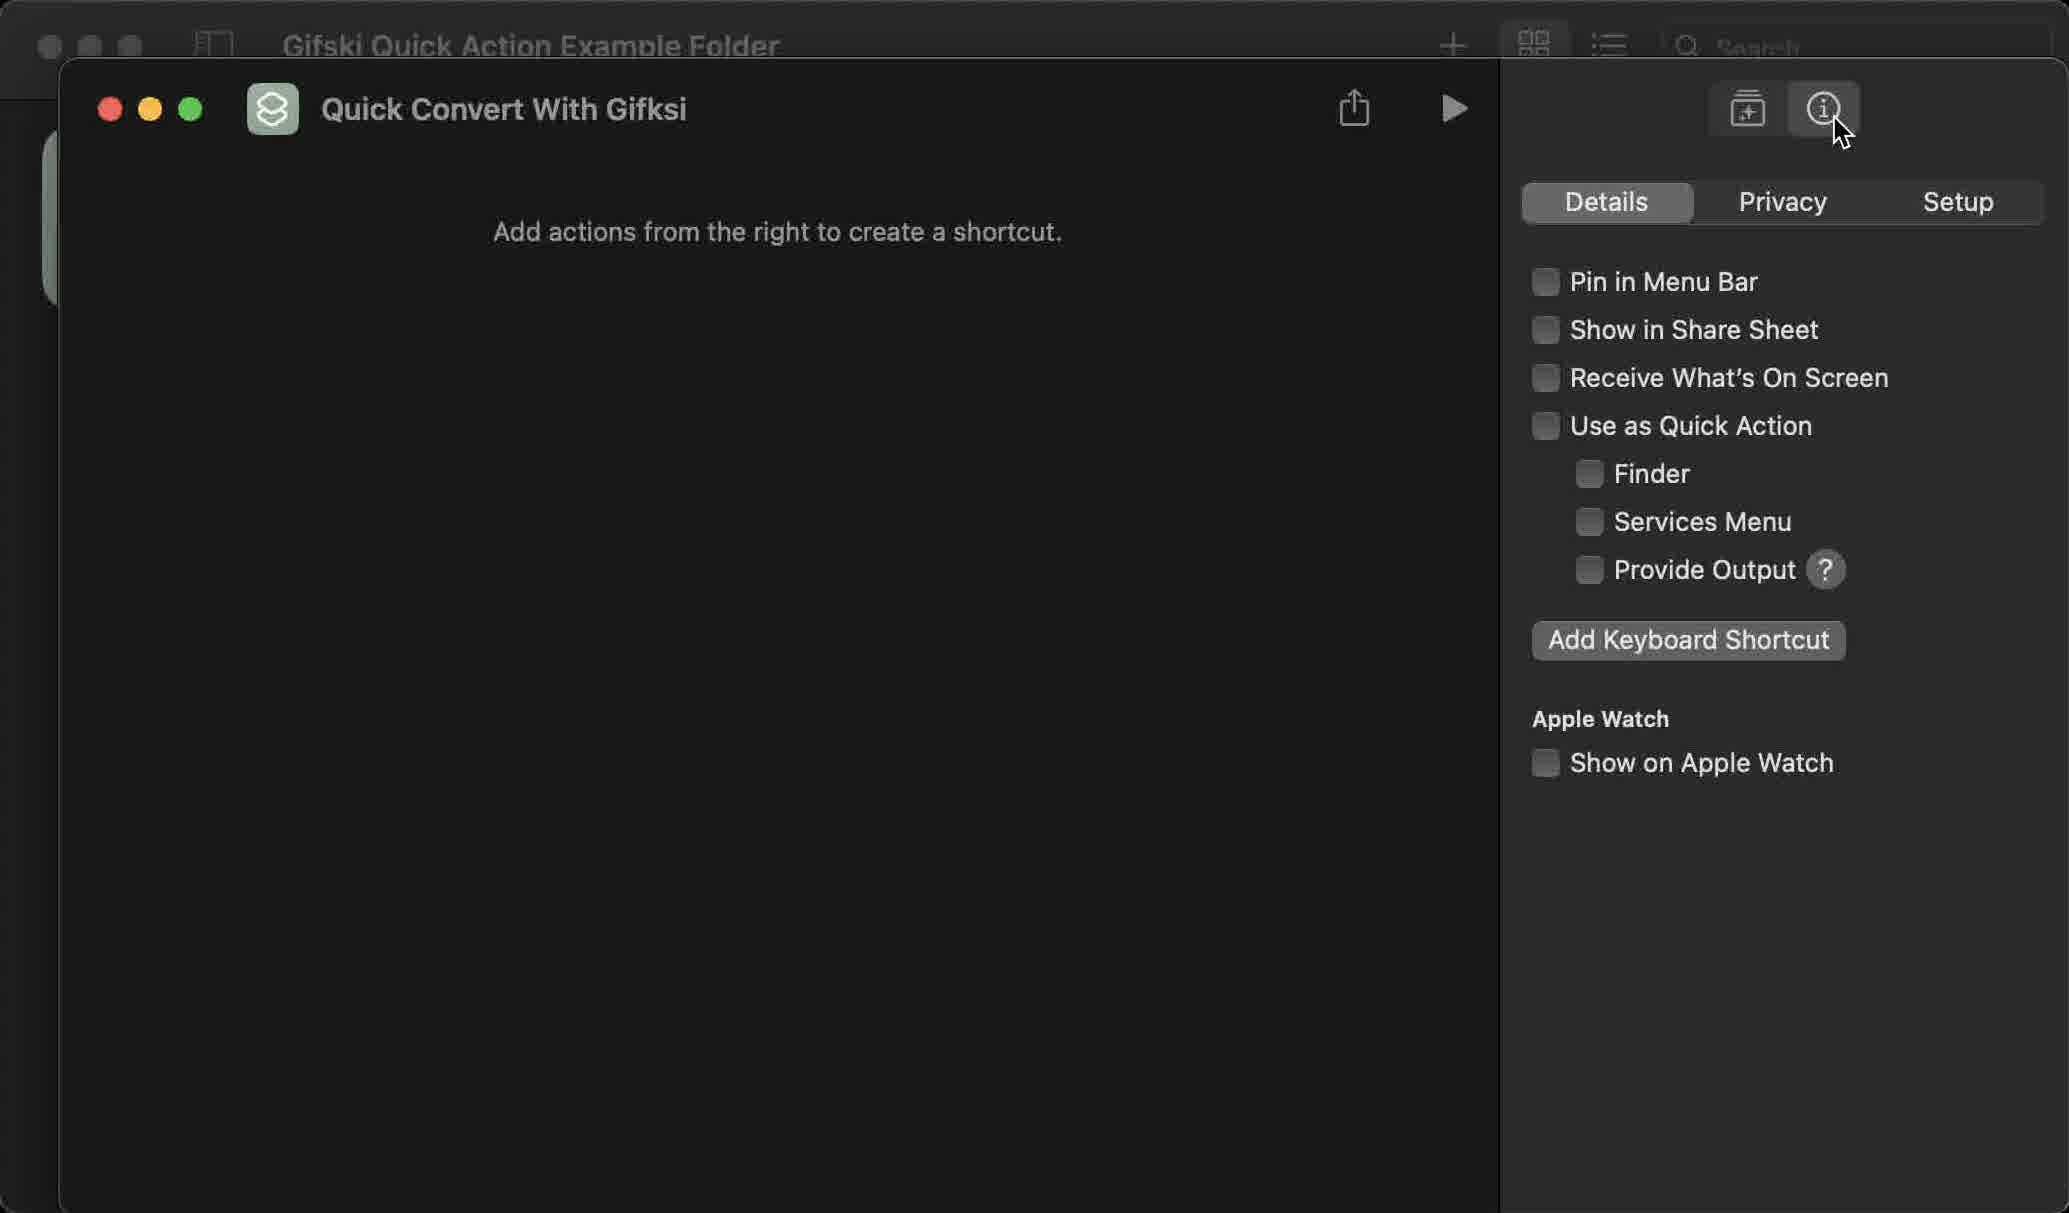 Gifski Quick Action Example Folder
Search
Quick Convert With Gifksi
Add actions from the right to create a shortcut.
Details
Privacy
Setup
Pin in Menu Bar
Show in Share Sheet
Receive What's On Screen
Use as Quick Action
Finder
Services Menu
Provide Output ?
Add Keyboard Shortcut
Apple Watch
Show on Apple Watch